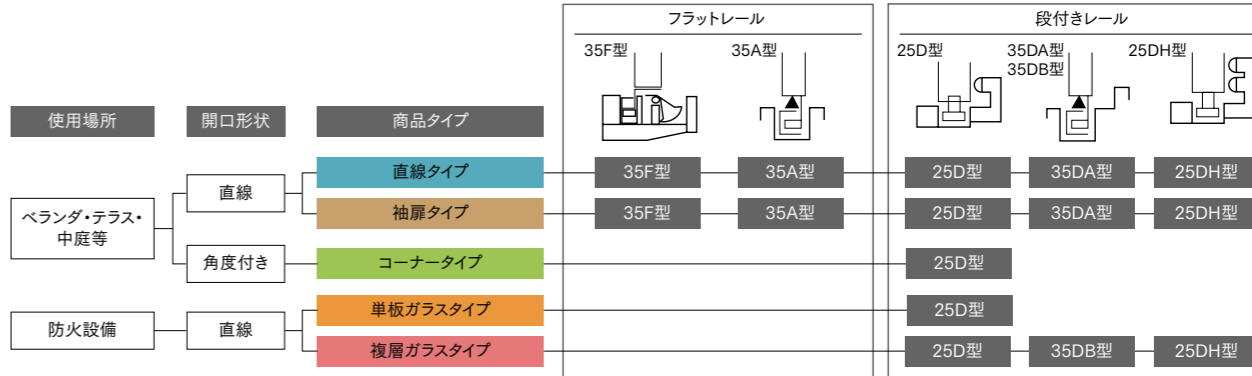 フラットレール
段付きレール
35F型
35A型
25D型
35DA型
35DB型
25DH型
使用場所
開口形状
商品タイプ
直線タイプ
35F型
35A型
25D型
35DA型
25DH型
直線
袖扉タイプ
35F型
35A型
25D型
35DA型
25DH型
ベランダ・テラス・
中庭等
角度付き
コーナータイプ
25D型
単板ガラスタイプ
25D型
防火設備
直線
複層ガラスタイプ
25D型
35DB型
25DH型